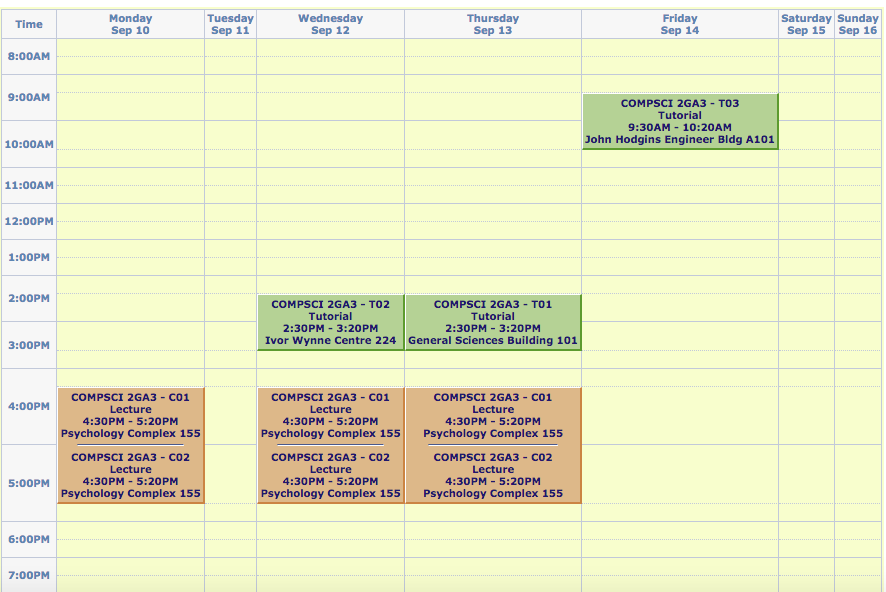 Time
Monday
Sep 10
Tuesday
Sep 11
Wednesday
Sep 12
Thursday
Sep 13
Friday
Sep 14
Saturday
Sep 15
Sunday
Sep 16
8:00AM
9:00AM
COMPSCI 2GA3 - T03
Tutorial
9:30AM - 10:20AM
John Hodgins Engineer Bldg A101
10:00AM
11:00AM
12:00PM
1:00PM
2:00PM
COMPSCI 2GA3 - T02
Tutorial
2:30PM - 3:20PM
Ivor Wynne Centre 224
COMPSCI 2GA3 - T01
Tutorial
2:30PM - 3:20PM
General Sciences Building 101
3:00PM
4:00PM
COMPSCI 2GA3 - C01
Lecture
4:30PM - 5:20PM
Psychology Complex 155
COMPSCI 2GA3 - C02
Lecture
4:30PM - 5:20PM
Psychology Complex 155
COMPSCI 2GA3 - C01
Lecture
4:30PM - 5:20PM
Psychology Complex 155
COMPSCI 2GA3 - C02
Lecture
4:30PM - 5:20PM
Psychology Complex 155
COMPSCI 2GA3 - C01
Lecture
4:30PM - 5:20PM
Psychology Complex 155
COMPSCI 2GA3 - C02
Lecture
4:30PM - 5:20PM
Psychology Complex 155
5:00PM
6:00PM
7:00PM